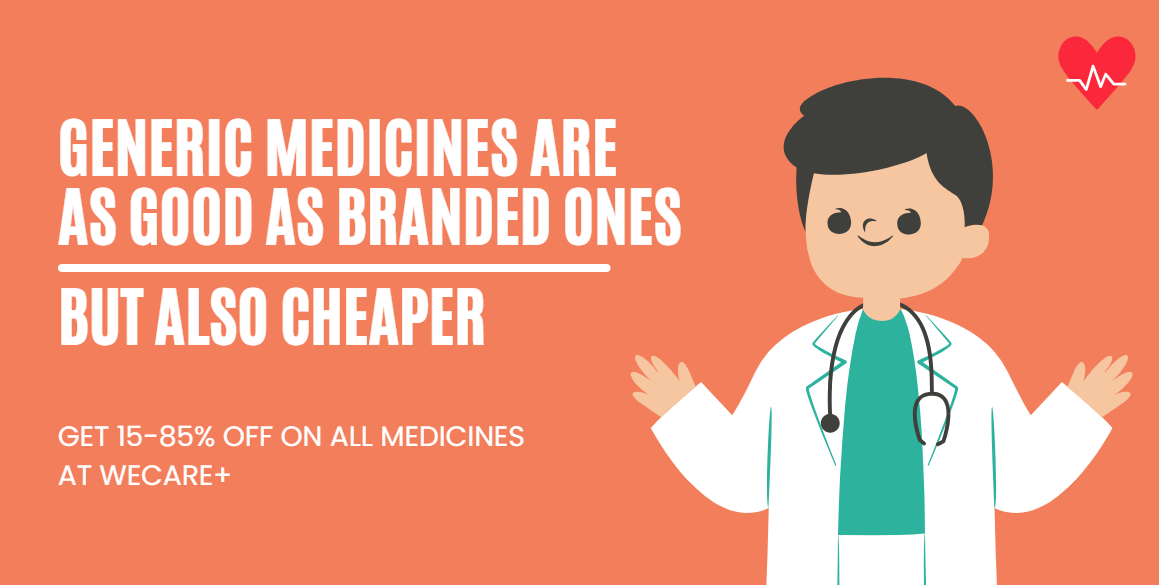 GENERIC MEDICINES ARE
AS GOOD AS BRANDED ONES
BUT ALSO CHEAPER
GET 15-85% OFF ON ALL MEDICINES
AT WECARE+